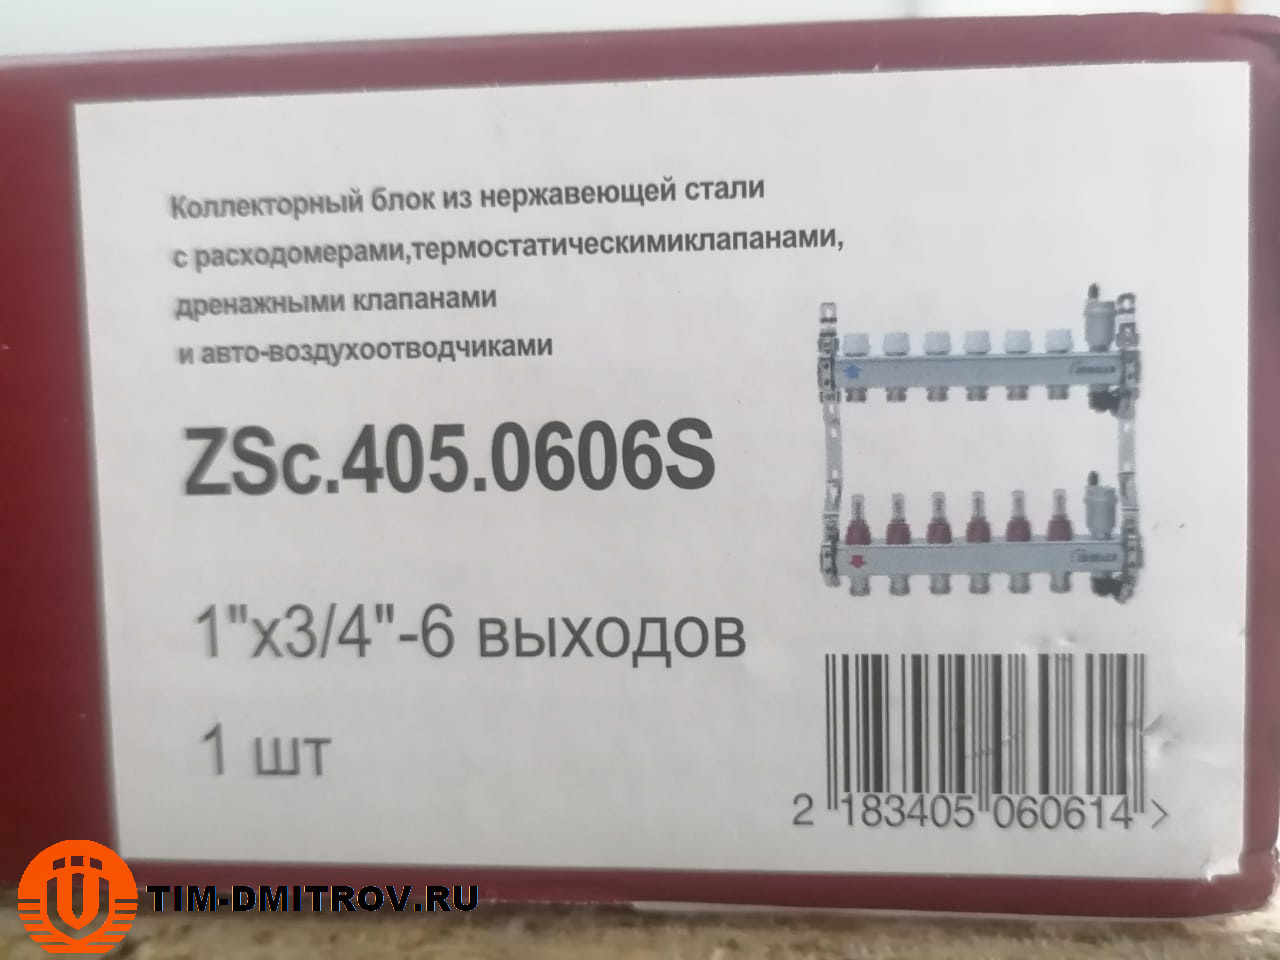 Коллекторный блок из нержавеющей стали
с расходомерами,термостатическимиклапанами,
дренажными клапанами
и авто-воздухоотводчиками
ZSc.405.0606S
1"x3/4"-6 выходов
1 шт
2 183405 060614 >
TIM-DMITROV.RU